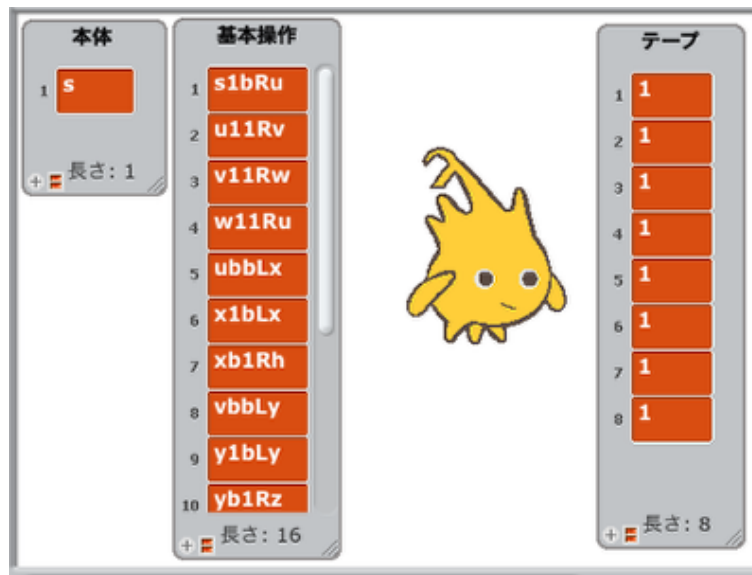 本体
1 s
+ = 長さ: 1
基本操作
1 s1bRu
2 u11Rv
3 v11Rw
4 w11Ru
5 ubbLx
6 x1bLx
7 xb1Rh
8 vbbLy
9 y1bLy
10 yb1Rz
+ = 長さ: 16
テープ
1 1
2 1
3 1
4 1
5 1
6 1
7 1
8 1
+ = 長さ: 8